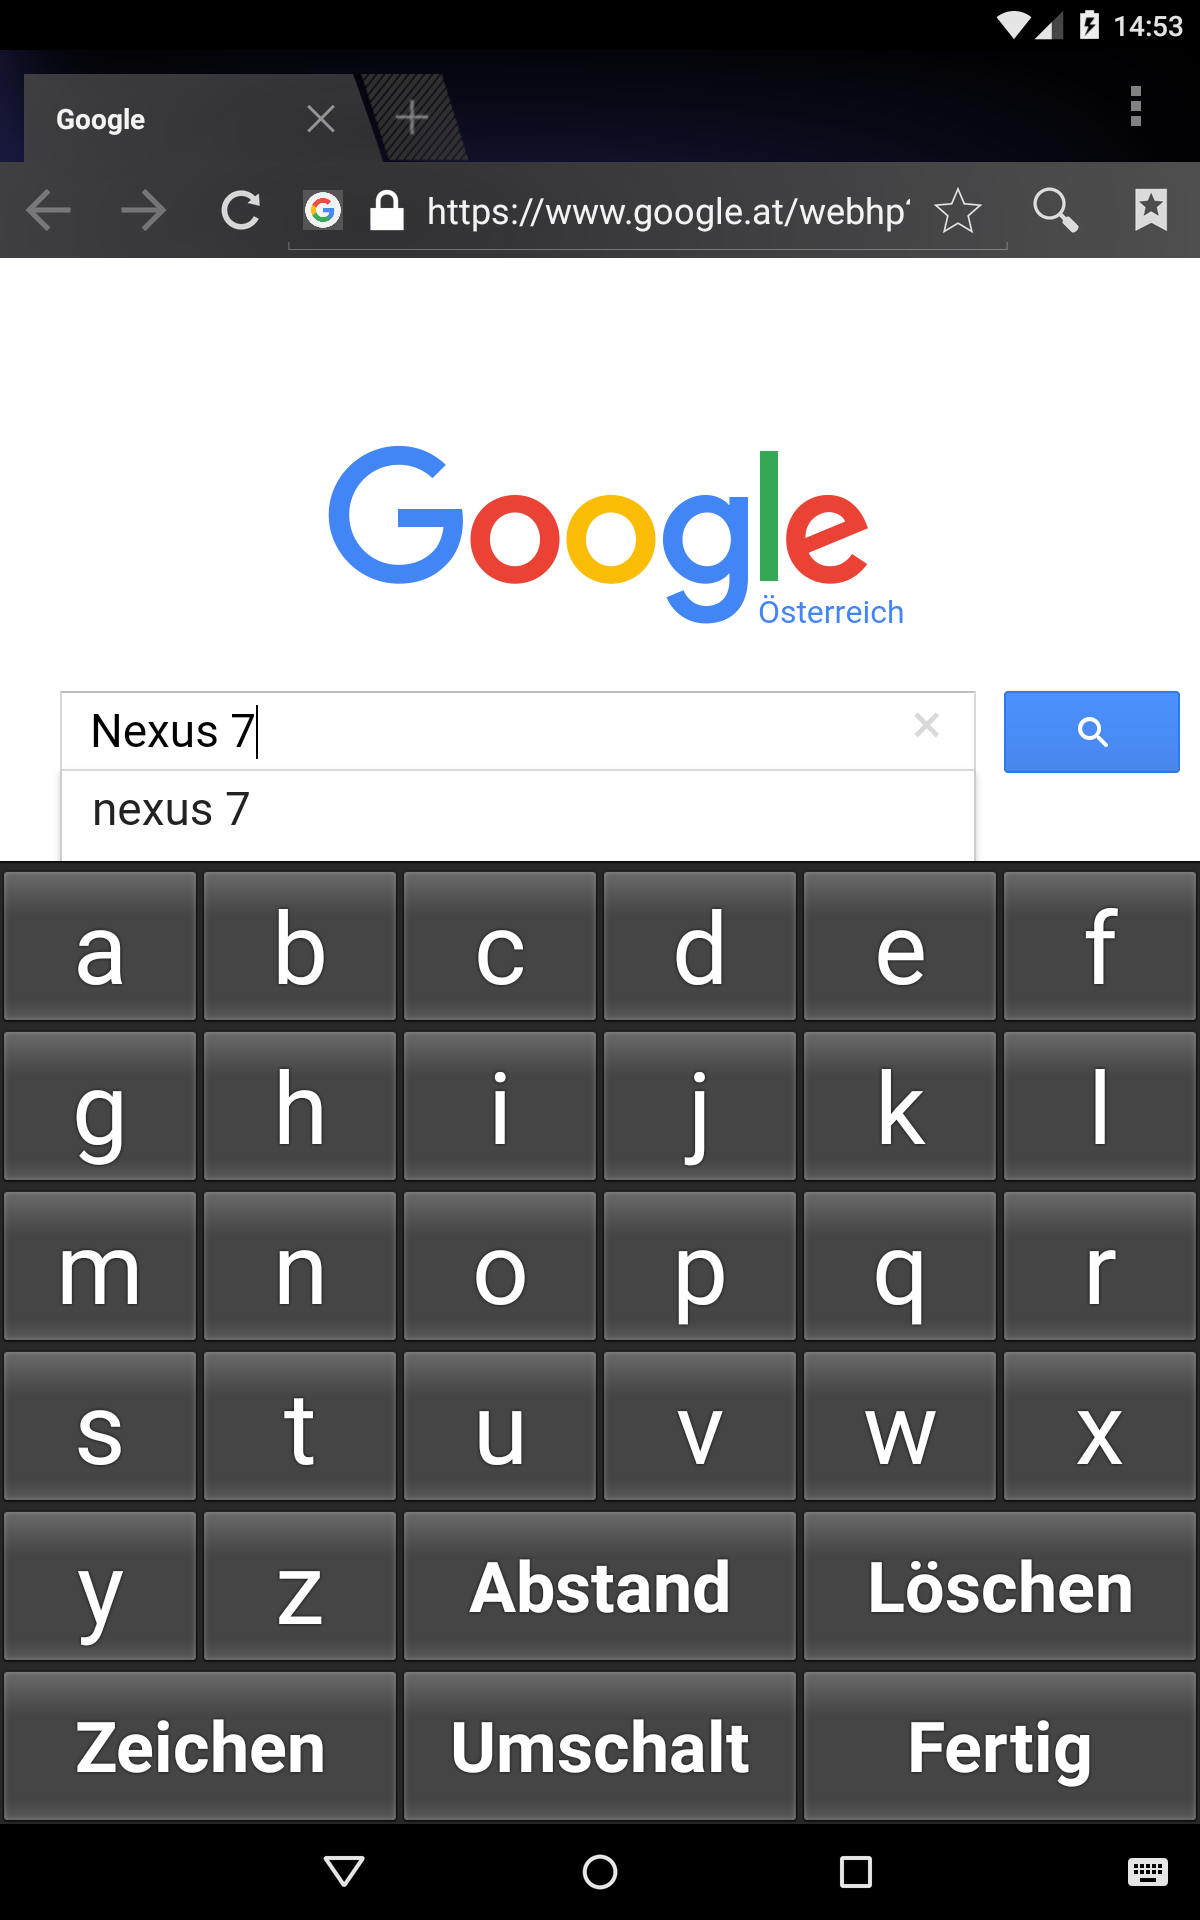 14:53
Google
https://www.google.at/webhp
Google
Österreich
Nexus 7
nexus 7
a b c d e f
g h i j k l
m n o p q r
s t u v w x
y z Abstand Löschen
Zeichen Umschalt Fertig